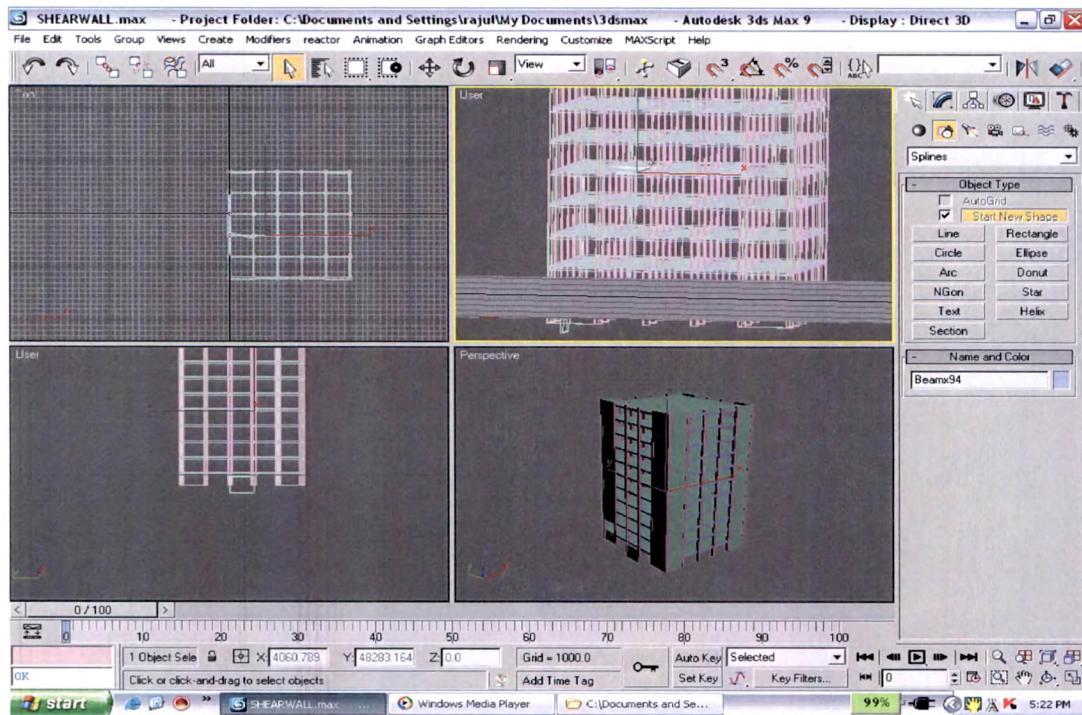 SHEARWALL.max - Project Folder: C:\Documents and Settings\rajul\My Documents\3dsmax - Autodesk 3ds Max 9 - Display : Direct 3D
File Edit Tools Group Views Create Modifiers reactor Animation Graph Editors Rendering Customize MAXScript Help
All View 3 % ABC
User
Splines
- Object Type
AutoGrid
Start New Shape
Line Rectangle
Circle Ellipse
Arc Donut
NGon Star
Text Helix
Section
- Name and Color
Beamx94
User Perspective
< 0 / 100 >
0 10 20 30 40 50 60 70 80 90 100
1 Object Sele X: 4060.789 Y: 48283.164 Z: 0.0 Grid = 1000.0 Auto Key Selected
OK Click or click-and-drag to select objects Add Time Tag Set Key Key Filters... 0
start SHEARWALL.max ... Windows Media Player C:\Documents and Se... 99% 5:22 PM